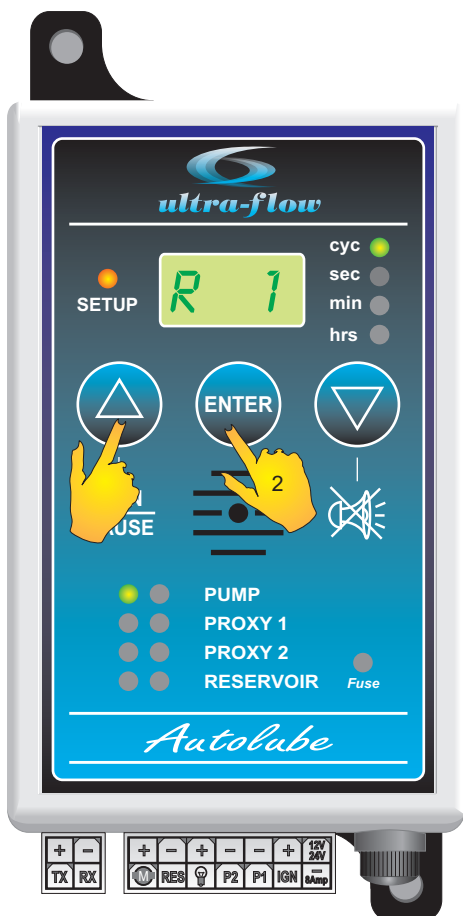 ultra-flow
cyc
sec
min
hrs
SETUP
R 1
ENTER
2
PUMP
PROXY 1
PROXY 2
RESERVOIR
Fuse
Autolube
+ - + - + - - + 12V 24V
TX RX M RES P2 P1 IGN - 8Amp